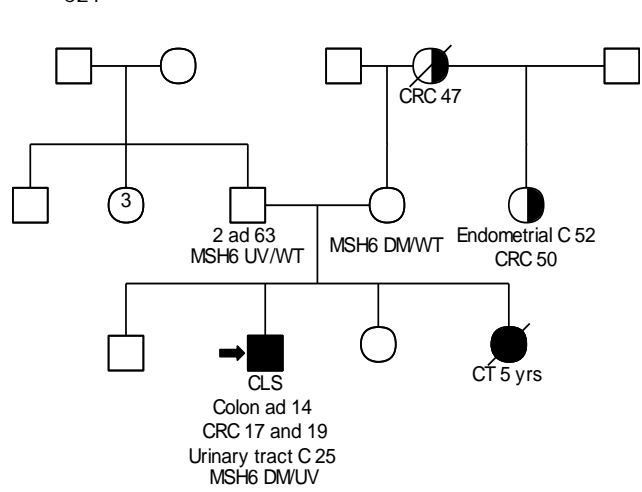 CRC 47
3
2 ad 63
MSH6 UV/WT
MSH6 DM/WT
Endometrial C 52
CRC 50
CLS
Colon ad 14
CRC 17 and 19
Urinary tract C 25
MSH6 DM/UV
CT 5 yrs